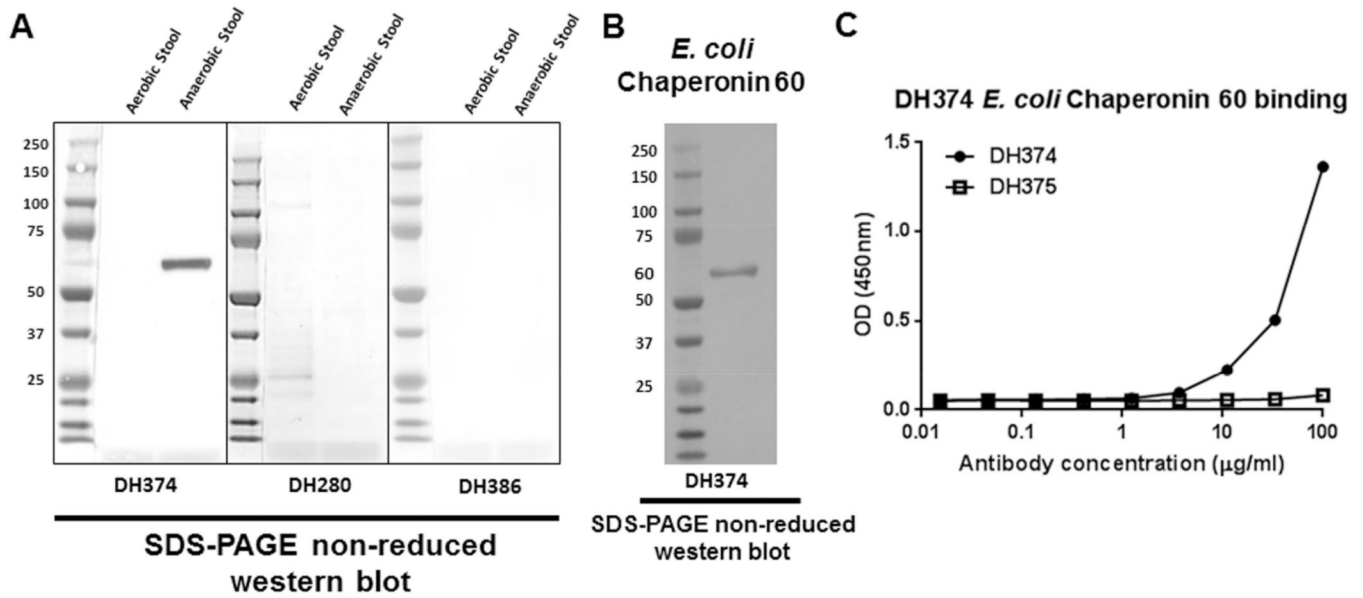 A
Aerobic Stool
Anaerobic Stool
Aerobic Stool
Anaerobic Stool
Aerobic Stool
Anaerobic Stool
250
150
100
75
50
37
25
DH374
DH280
DH386
SDS-PAGE non-reduced
western blot
B
E. coli
Chaperonin 60
250
150
100
75
60
50
37
25
DH374
SDS-PAGE non-reduced
western blot
C
DH374 E. coli Chaperonin 60 binding
DH374
DH375
1.5
1.0
0.5
0.0
OD (450nm)
0.01 0.1 1 10 100
Antibody concentration (μg/ml)